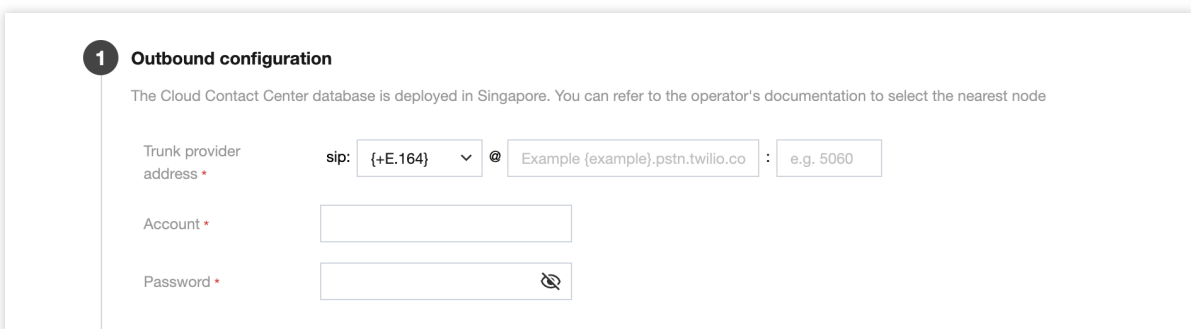 1 Outbound configuration
The Cloud Contact Center database is deployed in Singapore. You can refer to the operator's documentation to select the nearest node
Trunk provider
address * sip: {+E.164} @ Example {example}.pstn.twilio.co : e.g. 5060
Account *
Password *